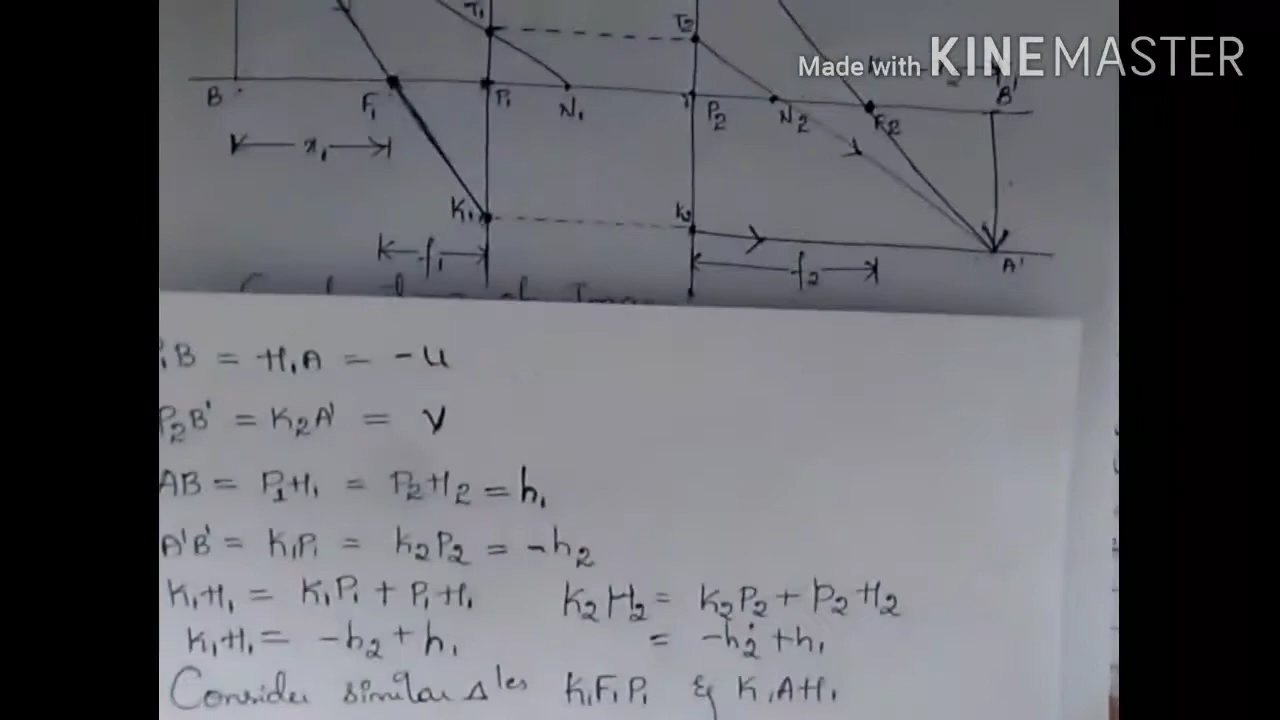 T₁ T₂
Made with KINEMASTER
B F₁ P₁ N₁ P₂ N₂ F₂ B'
x₁
K₁ K₂
f₁ f₂ A'
P₁B = H₁A = -u
P₂B' = K₂A' = v
AB = P₁H₁ = P₂H₂ = h₁
A'B' = K₁P₁ = K₂P₂ = -h₂
K₁H₁ = K₁P₁ + P₁H₁ K₂H₂ = K₂P₂ + P₂H₂
K₁H₁ = -h₂ + h₁ = -h₂ + h₁
Consider similar Δles K₁F₁P₁ & K₁AH₁